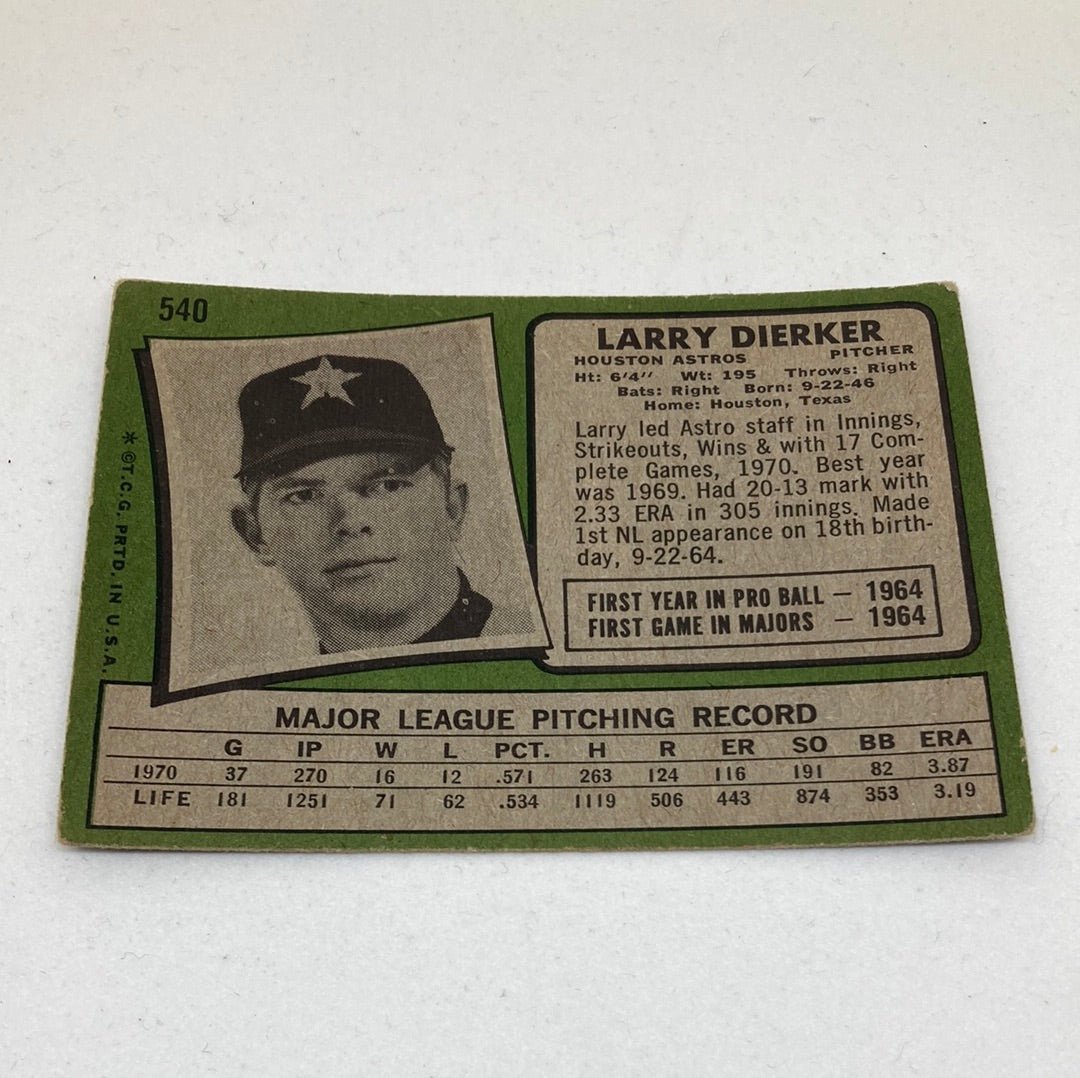 540
LARRY DIERKER
HOUSTON ASTROS PITCHER
Ht: 6'4" Wt: 195 Throws: Right
Bats: Right Born: 9-22-46
Home: Houston, Texas
Larry led Astro staff in Innings,
Strikeouts, Wins & with 17 Com-
plete Games, 1970. Best year
was 1969. Had 20-13 mark with
2.33 ERA in 305 innings. Made
1st NL appearance on 18th birth-
day, 9-22-64.
FIRST YEAR IN PRO BALL — 1964
FIRST GAME IN MAJORS — 1964
* © T.C.G. PRTD. IN U.S.A.
MAJOR LEAGUE PITCHING RECORD
G IP W L PCT. H R ER SO BB ERA
1970 37 270 16 12 .571 263 124 116 191 82 3.87
LIFE 181 1251 71 62 .534 1119 506 443 874 353 3.19